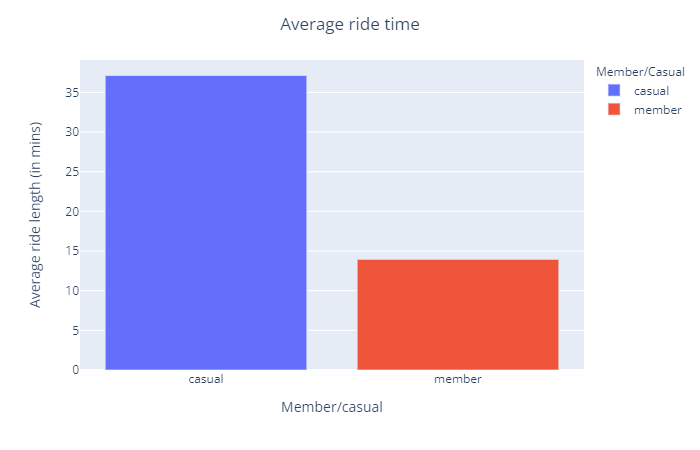 Average ride time
Average ride length (in mins)
35
30
25
20
15
10
5
0
casual
member
Member/casual
Member/Casual
casual
member